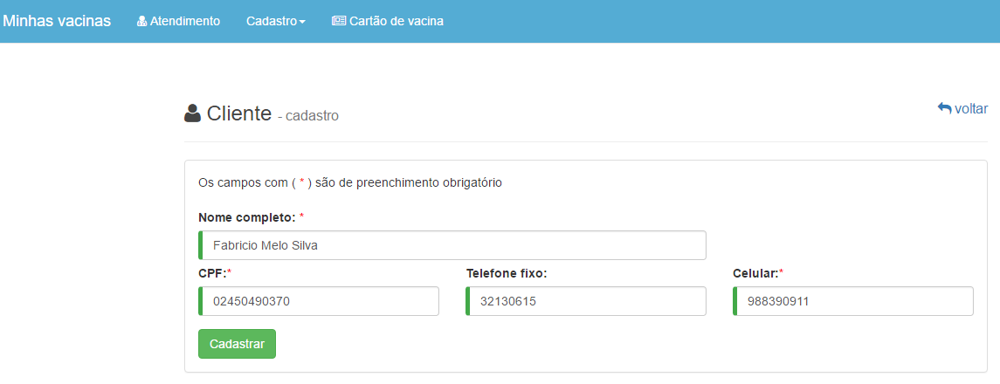 Minhas vacinas Atendimento Cadastro Cartão de vacina
Cliente - cadastro voltar
Os campos com ( * ) são de preenchimento obrigatório
Nome completo: *
Fabricio Melo Silva
CPF:* Telefone fixo: Celular:*
02450490370 32130615 988390911
Cadastrar